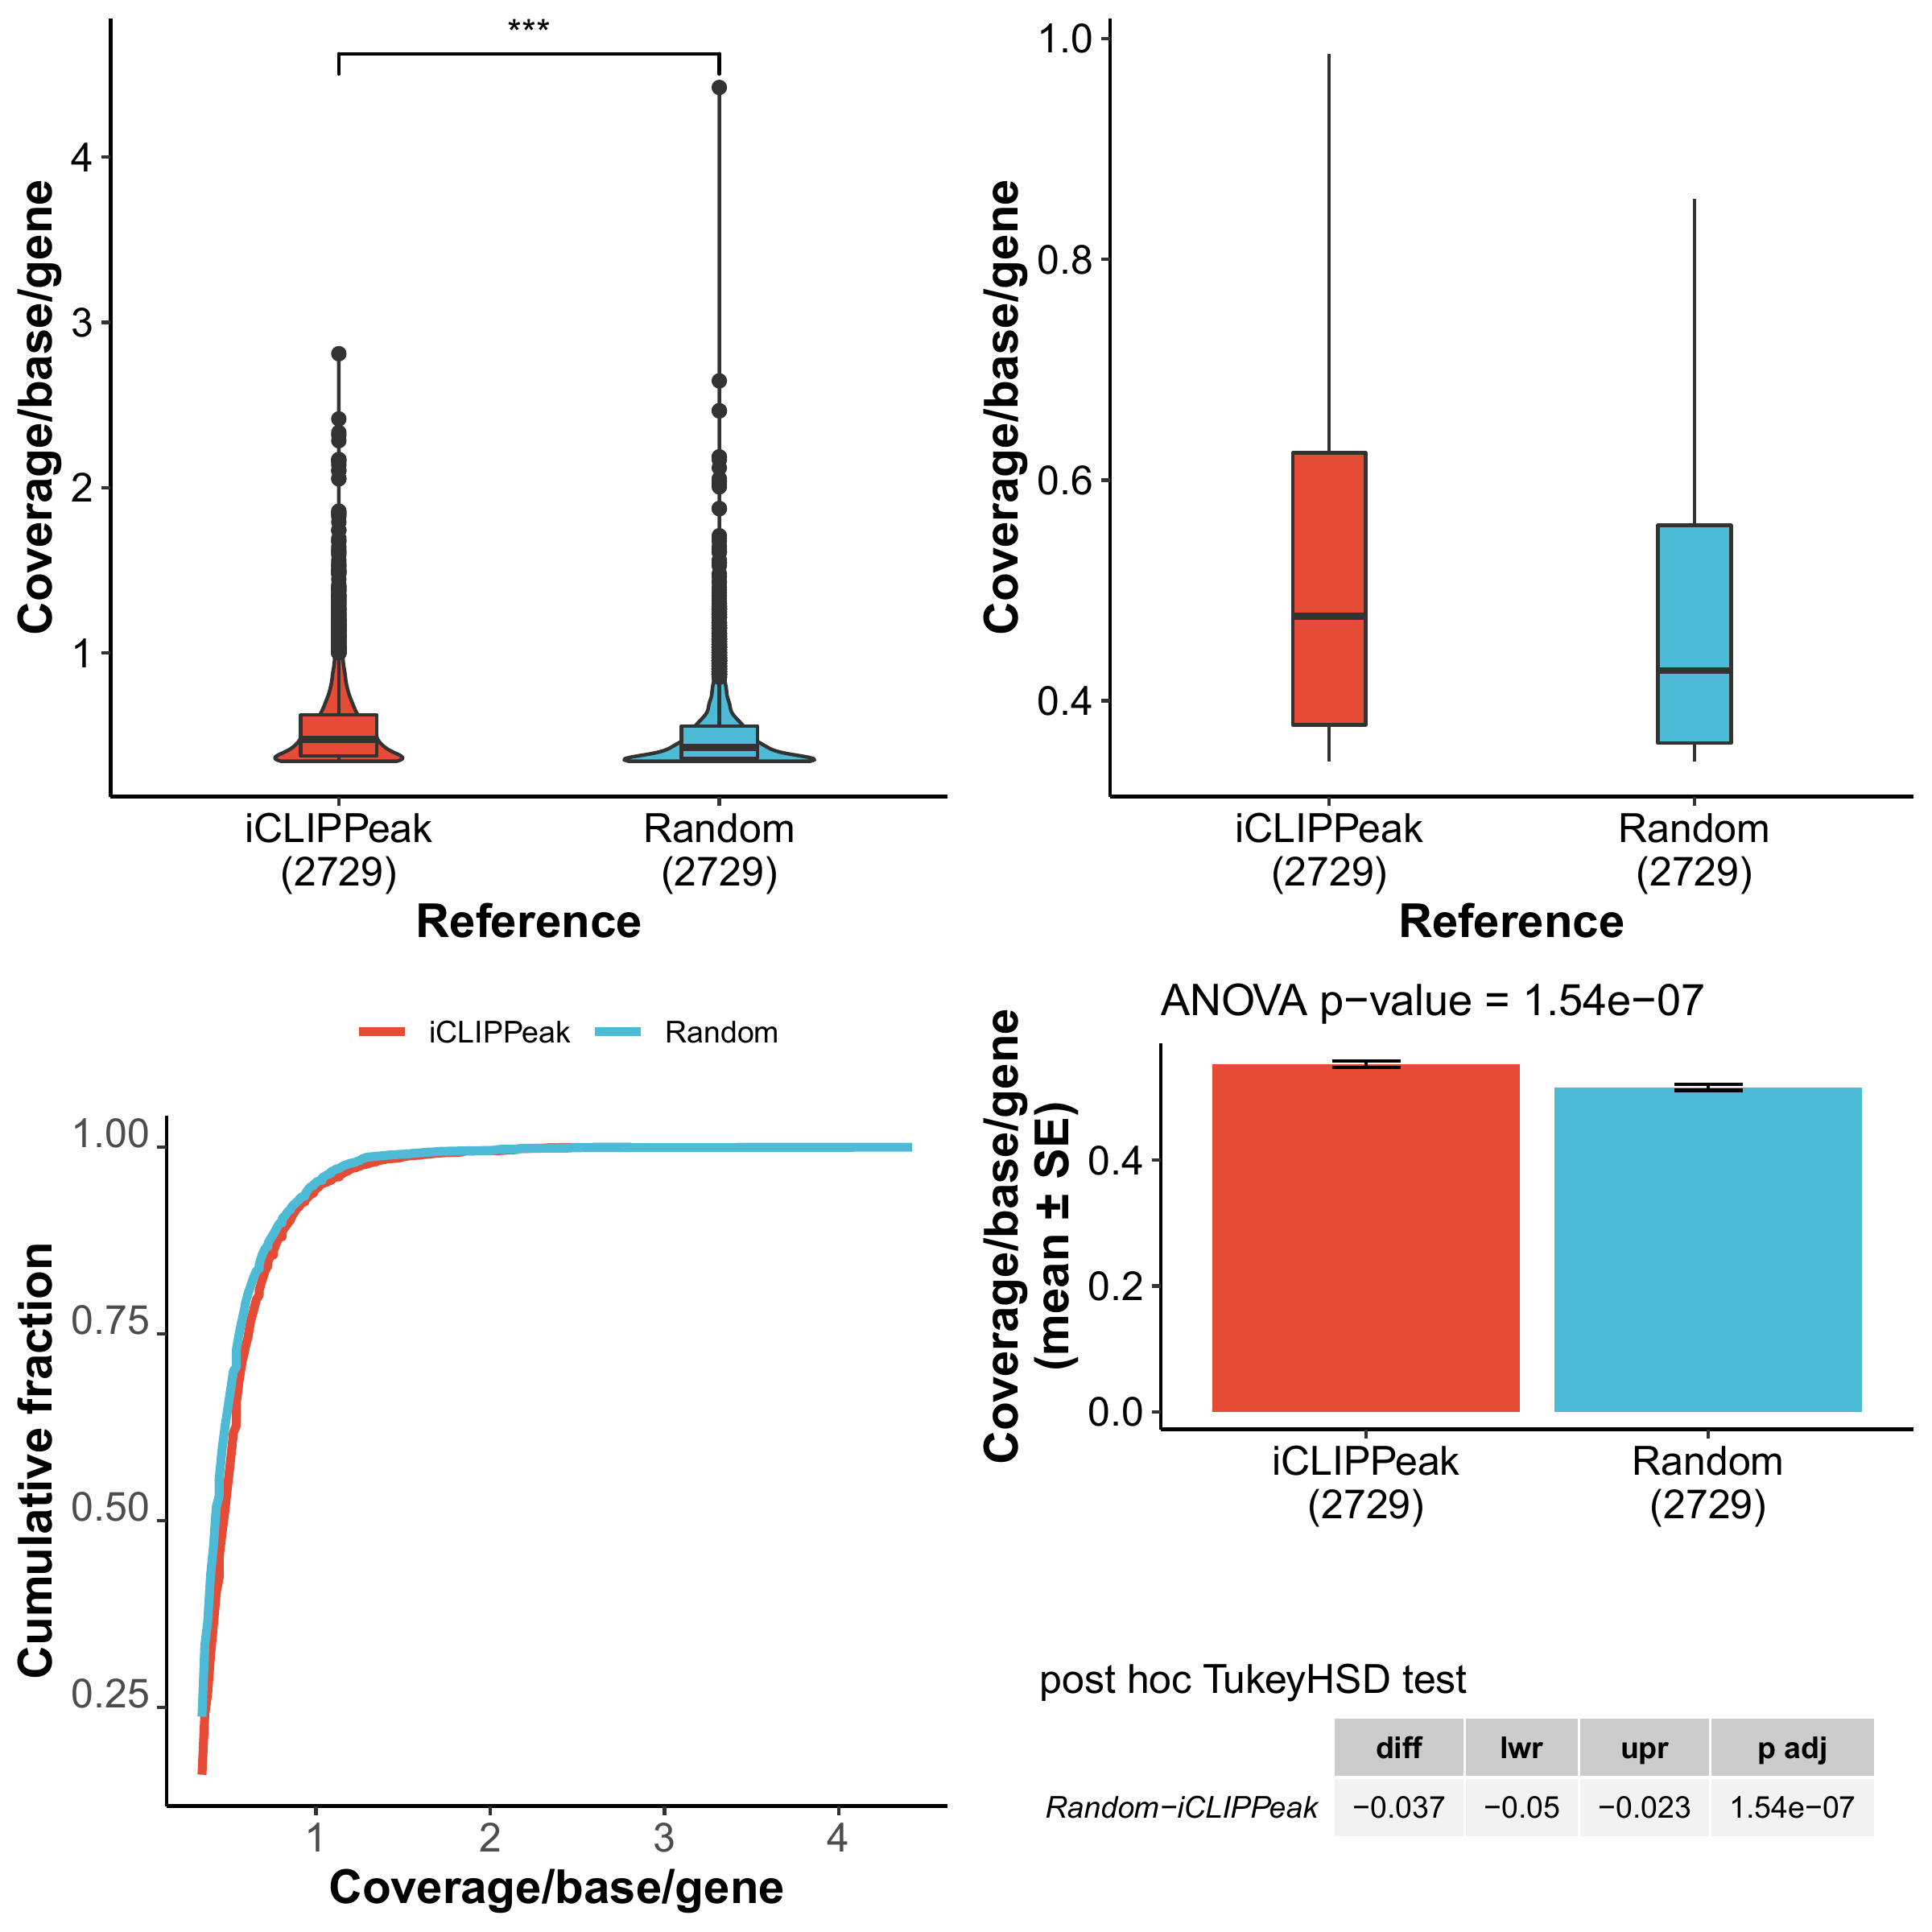 ***
Coverage/base/gene
4
3
2
1
iCLIPPeak
(2729)
Random
(2729)
Reference
Coverage/base/gene
1.0
0.8
0.6
0.4
iCLIPPeak
(2729)
Random
(2729)
Reference
iCLIPPeak
Random
Cumulative fraction
1.00
0.75
0.50
0.25
1
2
3
4
Coverage/base/gene
ANOVA p−value = 1.54e−07
Coverage/base/gene
(mean ± SE)
0.4
0.2
0.0
iCLIPPeak
(2729)
Random
(2729)
post hoc TukeyHSD test
diff lwr upr p adj
Random−iCLIPPeak −0.037 −0.05 −0.023 1.54e−07